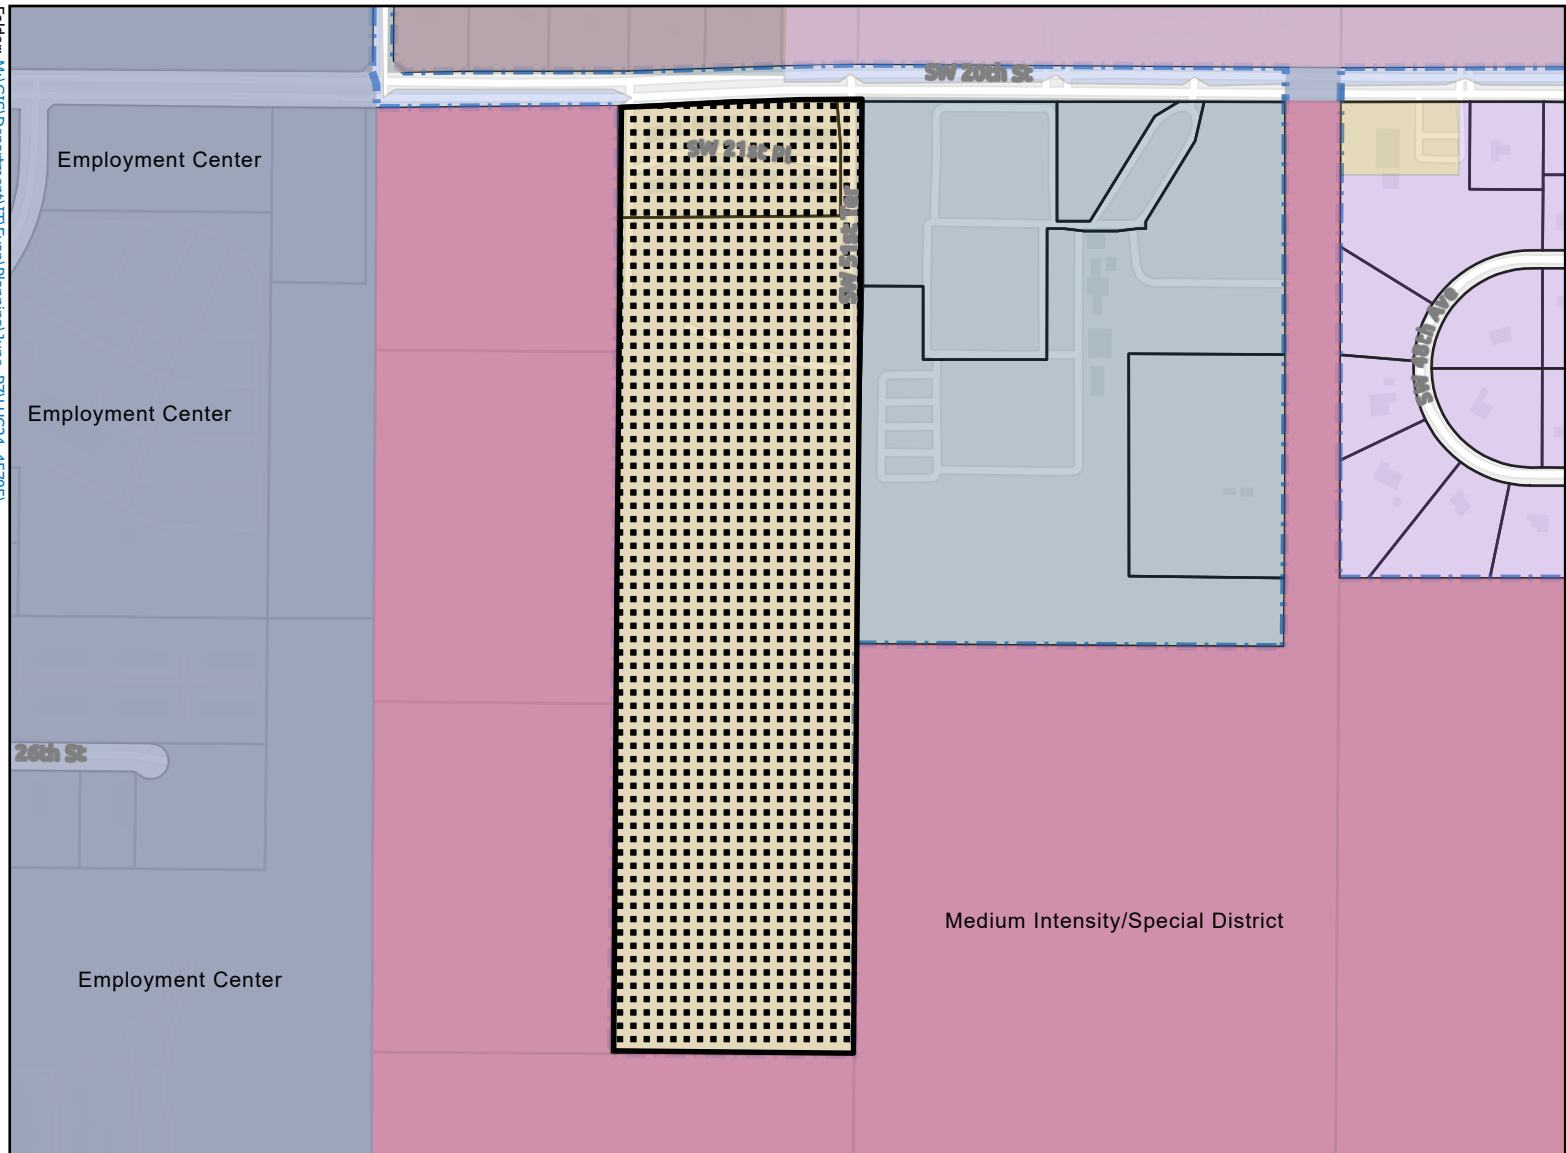 SW 20th St
Employment Center
SW 21st Pl
SW 51st Ter
SW 48th Ave
Employment Center
26th St
Medium Intensity/Special District
Employment Center